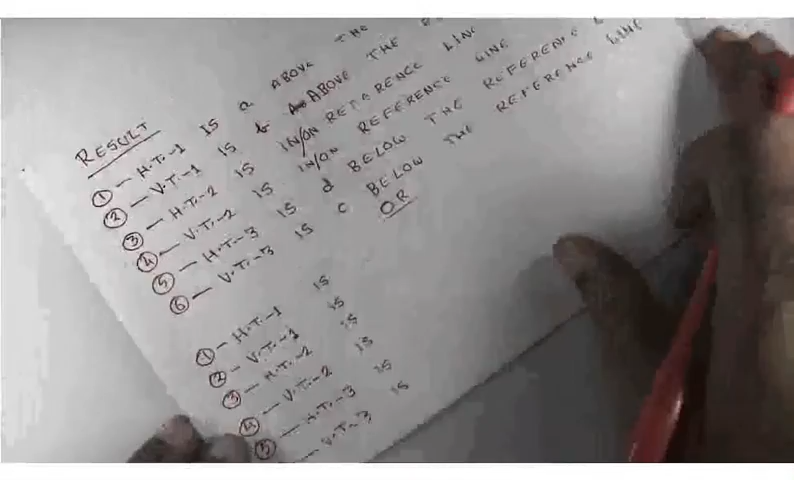 RESULT
① - H.T.-1 IS a ABOVE THE
② - V.T.-1 IS b ABOVE THE
③ - H.T.-2 IS IN/ON REFERENCE LINE
④ - V.T.-2 IS IN/ON REFERENCE LINE
⑤ - H.T.-3 IS d BELOW THE REFERENCE
⑥ - V.T.-3 IS c BELOW THE REFERENCE LINE
OR
① - H.T.-1 IS
② - V.T.-1 IS
③ - H.T.-2 IS
④ - V.T.-2 IS
⑤ - H.T.-3 IS
- V.T.-3 IS